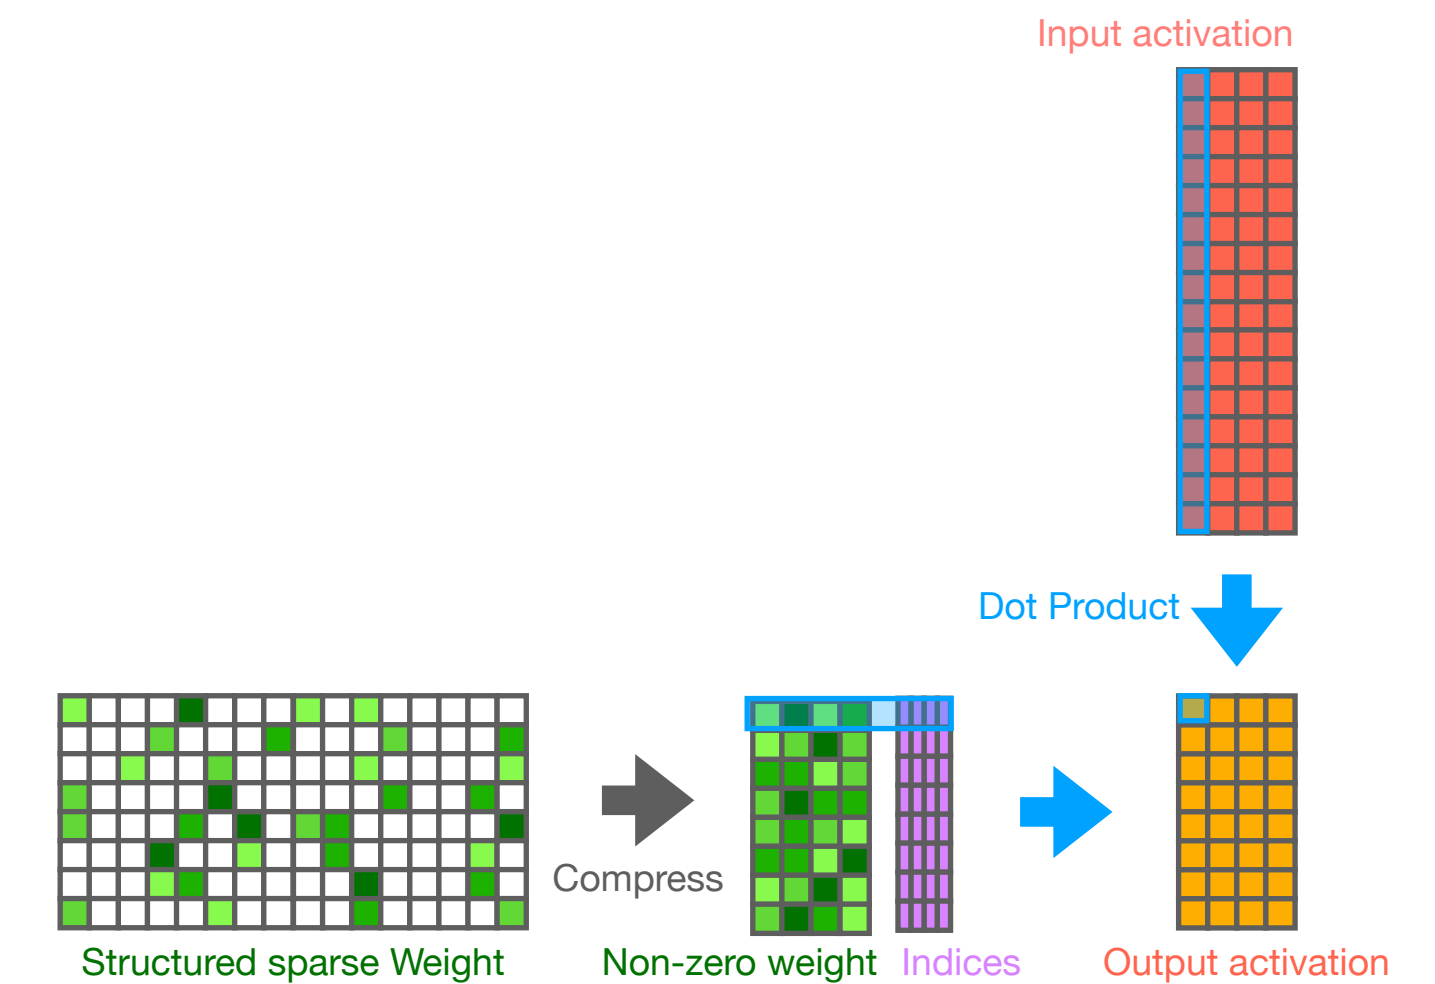 Input activation
Dot Product
Compress
Structured sparse Weight
Non-zero weight
Indices
Output activation